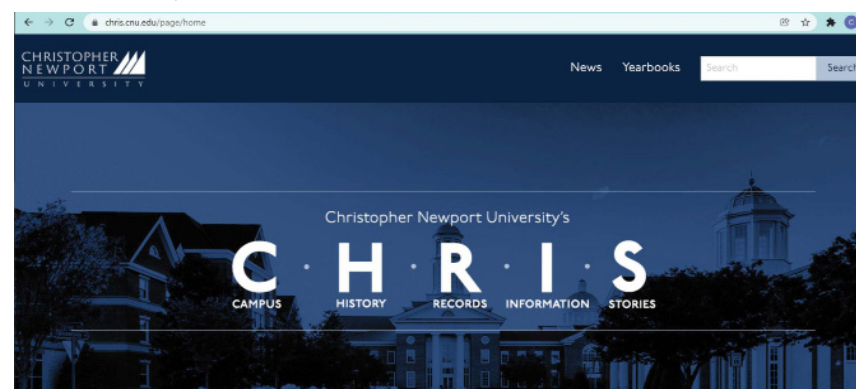 chris.cnu.edu/page/home
CHRISTOPHER
NEWPORT
UNIVERSITY
News Yearbooks Search Search
Christopher Newport University's
C · H · R · I · S
CAMPUS HISTORY RECORDS INFORMATION STORIES